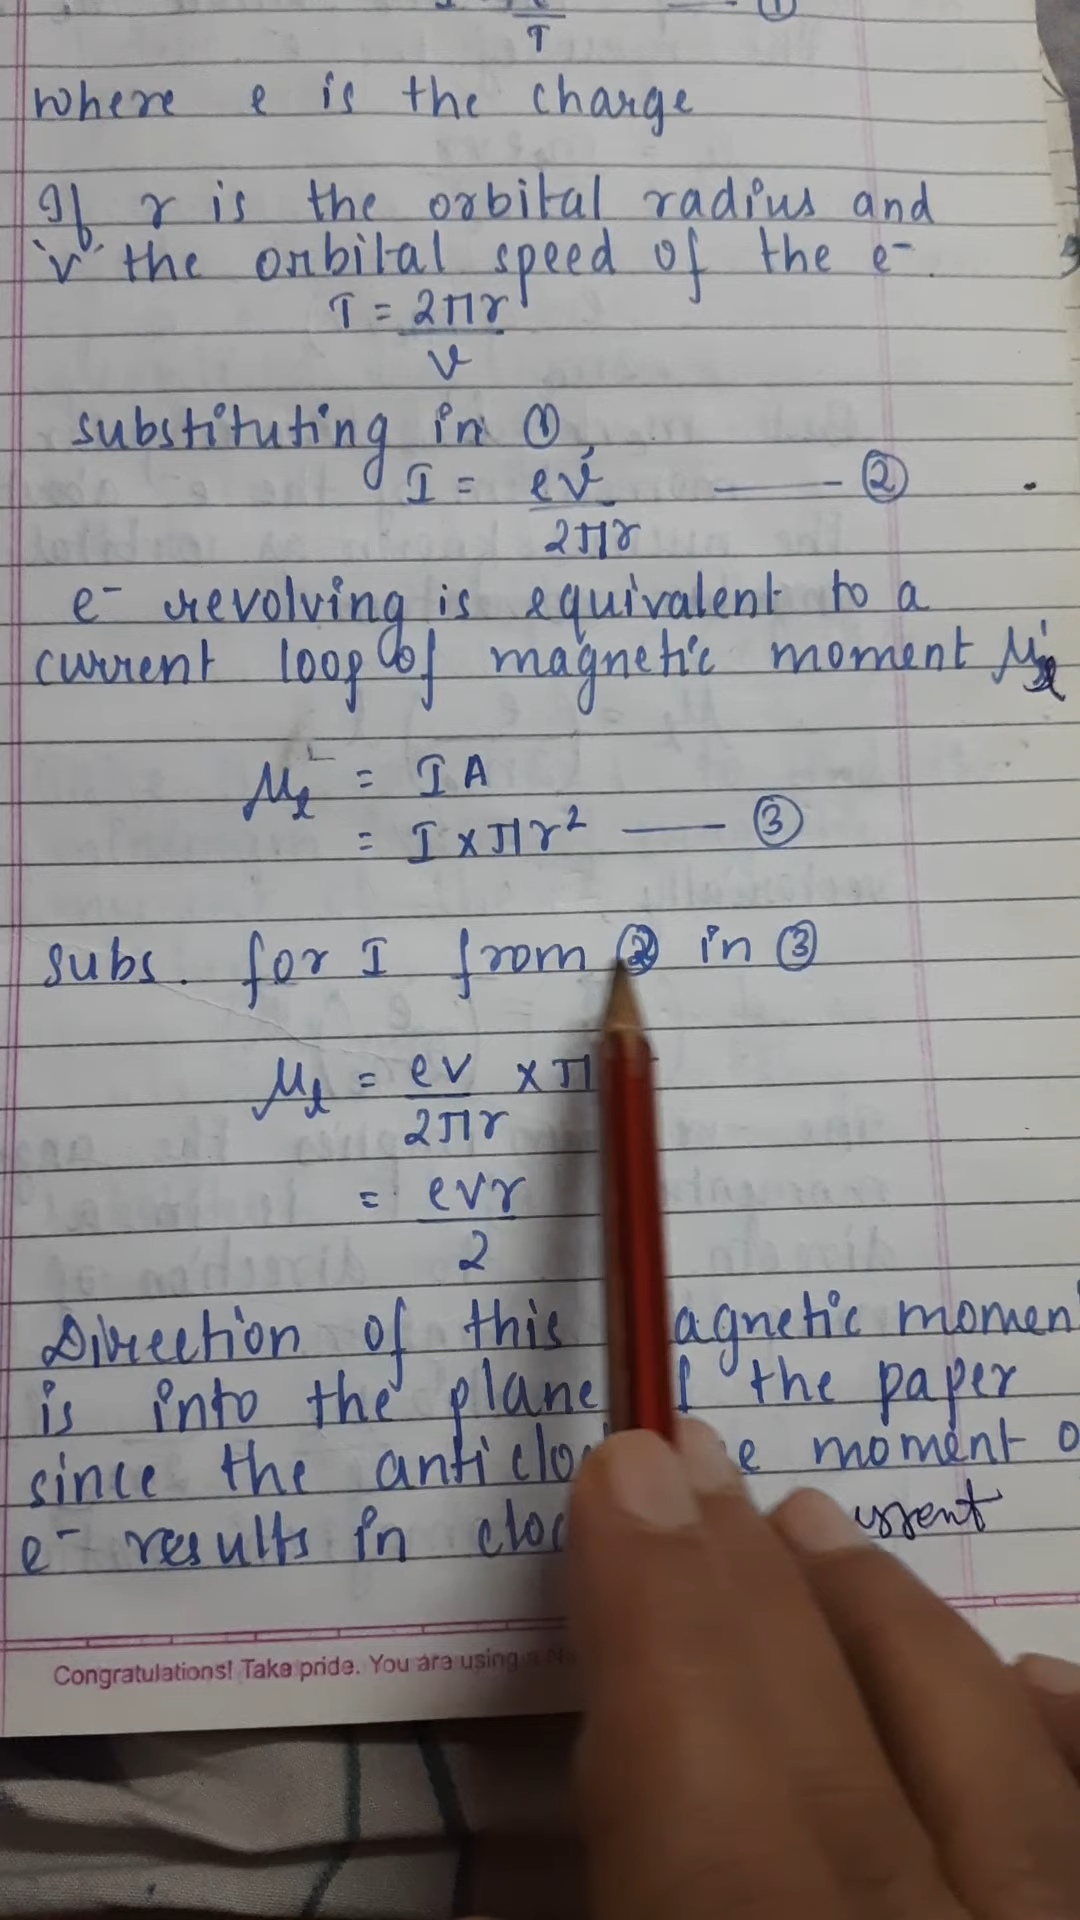 T ①
where e is the charge
If r is the orbital radius and
'v' the orbital speed of the e⁻.
T = 2πr
v
substituting in ①,
I = ev —— ②
2πr
e⁻ revolving is equivalent to a
current loop of magnetic moment μₗ
μₗ = IA
= I × πr² —— ③
subs. for I from ② in ③
μₗ = ev × π
2πr
= evr
2
Direction of this agnetic momen
is into the plane the paper
since the anticlo e moment o
e⁻ results in cloc urrent
Congratulations! Take pride. You are using a